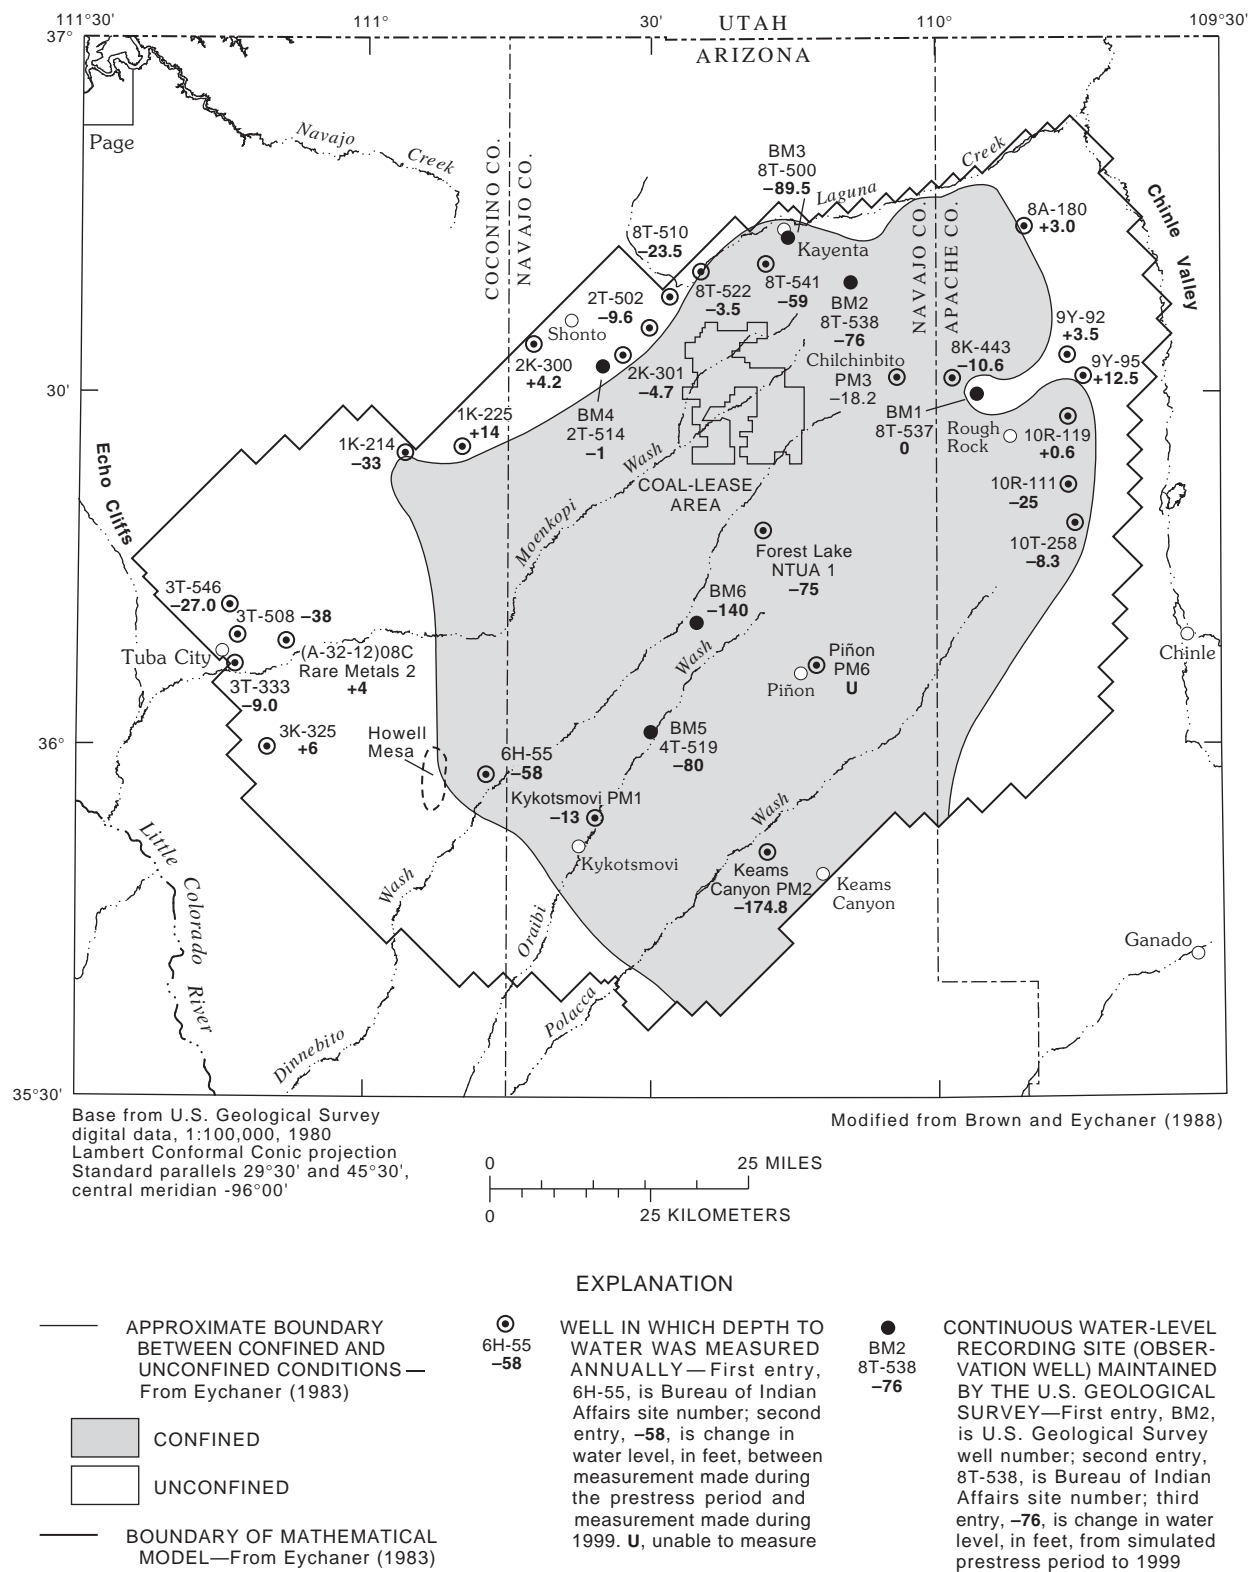 111°30'
111°
30'
110°
109°30'
UTAH
37°
ARIZONA
Page
Navajo
Creek
COCONINO CO.
NAVAJO CO.
BM3
8T-500
–89.5
Laguna
Creek
Chinle Valley
8A-180
+3.0
8T-510
–23.5
Kayenta
NAVAJO CO.
APACHE CO.
8T-522
–3.5
8T-541
–59
2T-502
–9.6
BM2
8T-538
–76
Shonto
9Y-92
+3.5
2K-300
+4.2
2K-301
–4.7
Chilchinbito
PM3
–18.2
8K-443
–10.6
9Y-95
+12.5
30'
BM4
2T-514
–1
BM1
8T-537
0
Rough
Rock
10R-119
+0.6
1K-225
+14
1K-214
–33
Echo Cliffs
Wash
COAL-LEASE
AREA
10R-111
–25
Moenkopi
10T-258
–8.3
Forest Lake
NTUA 1
–75
3T-546
–27.0
3T-508 –38
BM6
–140
Tuba City
(A-32-12)08C
Rare Metals 2
+4
Wash
Piñon
PM6
U
Chinle
3T-333
–9.0
Piñon
3K-325
+6
Howell
Mesa
BM5
4T-519
–80
36°
6H-55
–58
Kykotsmovi PM1
–13
Wash
Little Colorado River
Kykotsmovi
Keams
Canyon PM2
–174.8
Keams
Canyon
Wash
Oraibi
Ganado
Polacca
Dinnebito
35°30'
Base from U.S. Geological Survey
digital data, 1:100,000, 1980
Lambert Conformal Conic projection
Standard parallels 29°30' and 45°30',
central meridian -96°00'
Modified from Brown and Eychaner (1988)
0
25 MILES
0
25 KILOMETERS
EXPLANATION
APPROXIMATE BOUNDARY
BETWEEN CONFINED AND
UNCONFINED CONDITIONS—
From Eychaner (1983)
CONFINED
UNCONFINED
BOUNDARY OF MATHEMATICAL
MODEL—From Eychaner (1983)
6H-55
–58
WELL IN WHICH DEPTH TO
WATER WAS MEASURED
ANNUALLY—First entry,
6H-55, is Bureau of Indian
Affairs site number; second
entry, –58, is change in
water level, in feet, between
measurement made during
the prestress period and
measurement made during
1999. U, unable to measure
BM2
8T-538
–76
CONTINUOUS WATER-LEVEL
RECORDING SITE (OBSER-
VATION WELL) MAINTAINED
BY THE U.S. GEOLOGICAL
SURVEY—First entry, BM2,
is U.S. Geological Survey
well number; second entry,
8T-538, is Bureau of Indian
Affairs site number; third
entry, –76, is change in water
level, in feet, from simulated
prestress period to 1999